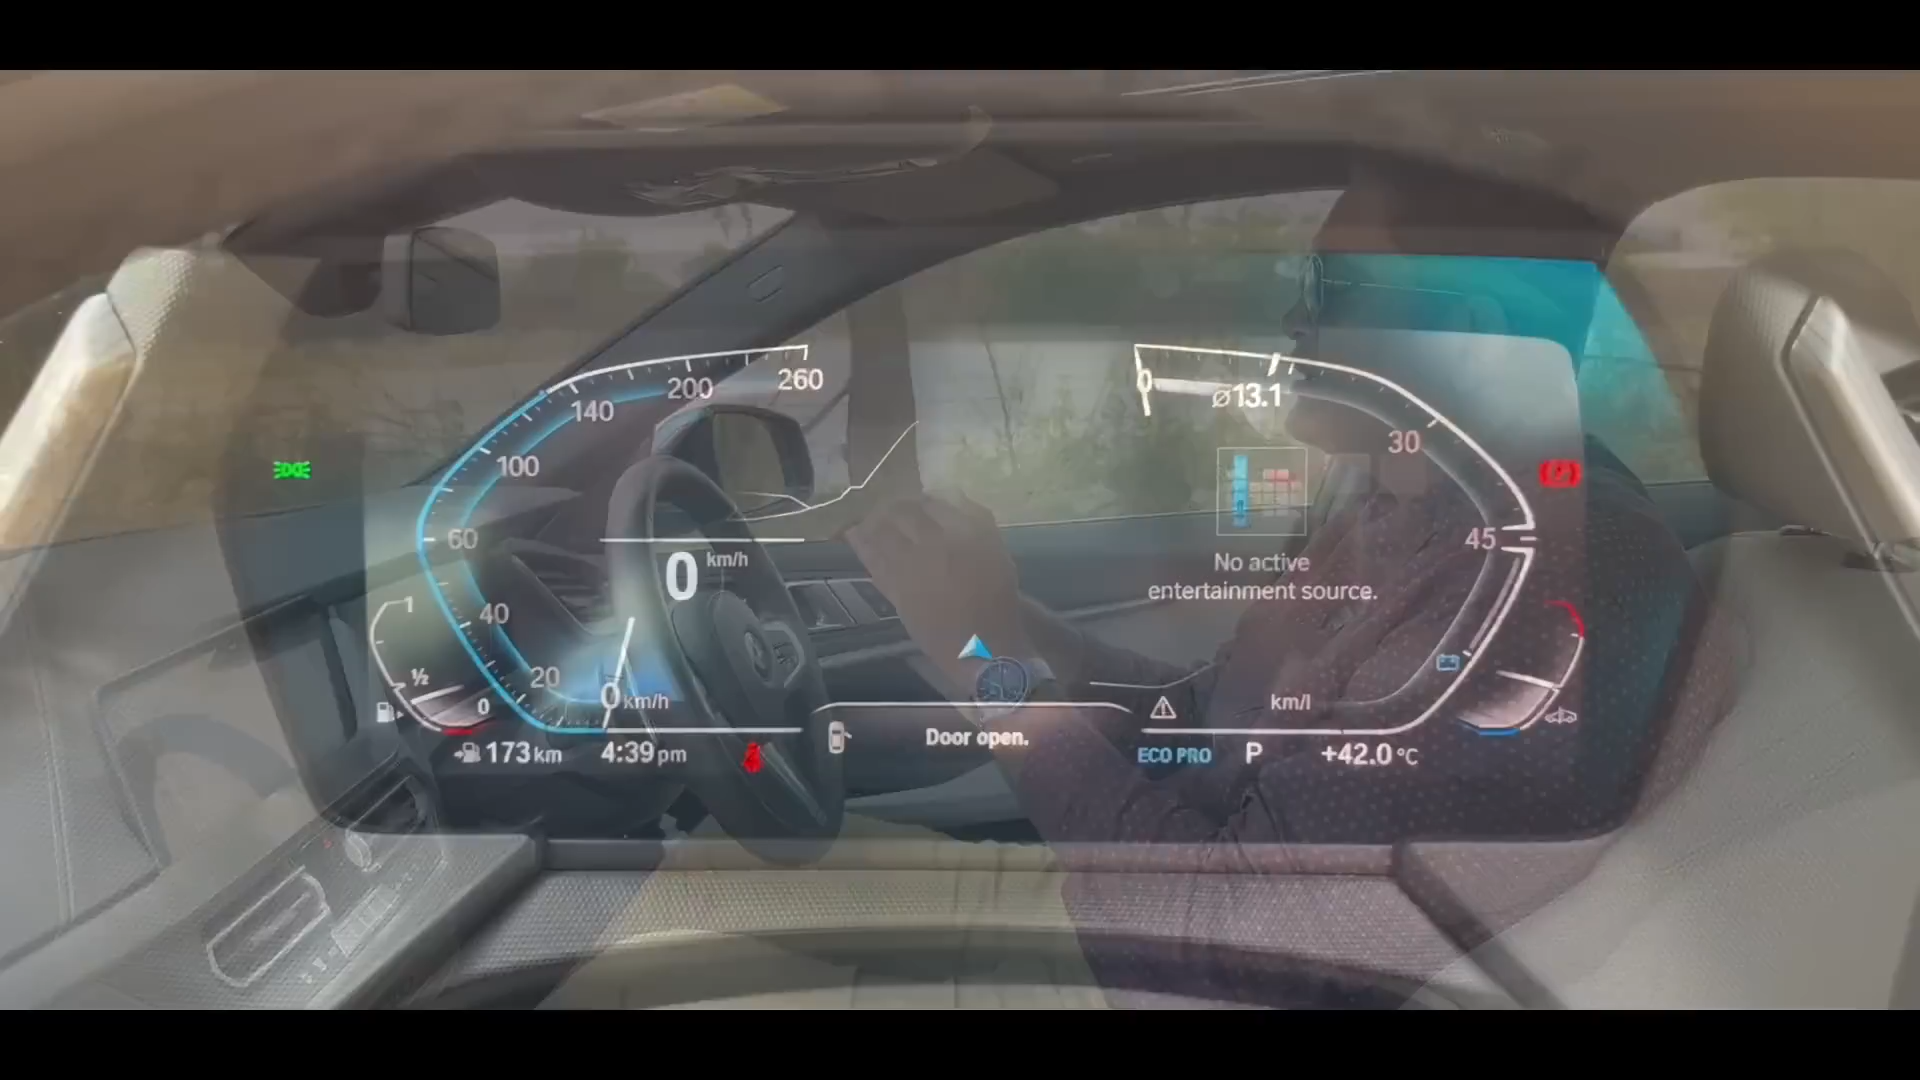 200
260
140
100
60
40
20
0 km/h
0 km/h
1
½
0
173 km
4:39 pm
Door open.
0
⌀13.1
30
45
No active
entertainment source.
km/l
ECO PRO
P
+42.0 °C